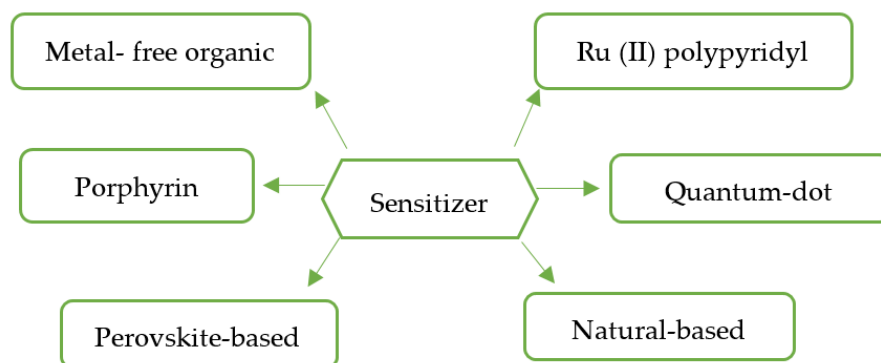 Metal- free organic
Ru (II) polypyridyl
Porphyrin
Sensitizer
Quantum-dot
Perovskite-based
Natural-based